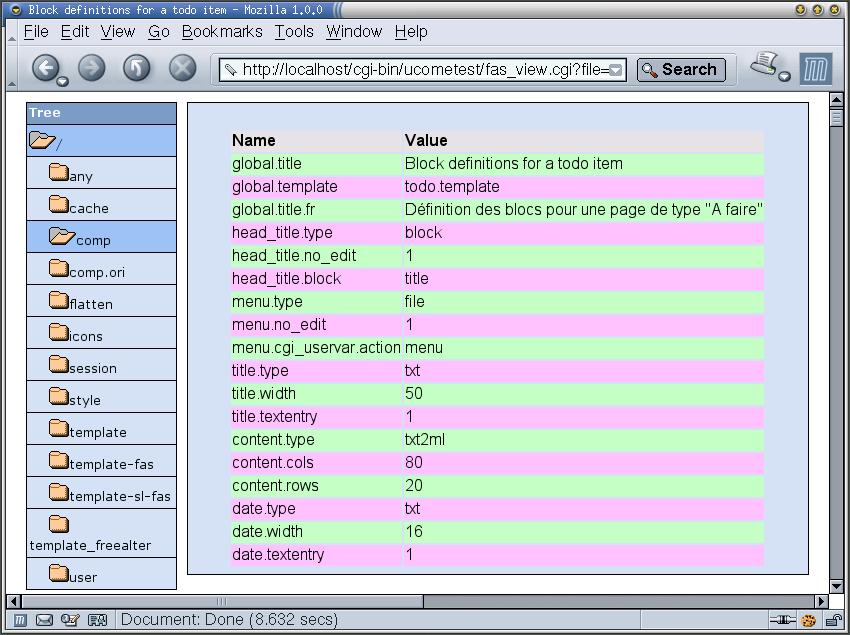 Block definitions for a todo item - Mozilla 1.0.0
File Edit View Go Bookmarks Tools Window Help
http://localhost/cgi-bin/ucometest/fas_view.cgi?file= Search
Tree
/
any
cache
comp
comp.ori
flatten
icons
session
style
template
template-fas
template-sl-fas
template_freealter
user
Name Value
global.title Block definitions for a todo item
global.template todo.template
global.title.fr Définition des blocs pour une page de type "A faire"
head_title.type block
head_title.no_edit 1
head_title.block title
menu.type file
menu.no_edit 1
menu.cgi_uservar.action menu
title.type txt
title.width 50
title.textentry 1
content.type txt2ml
content.cols 80
content.rows 20
date.type txt
date.width 16
date.textentry 1
Document: Done (8.632 secs)